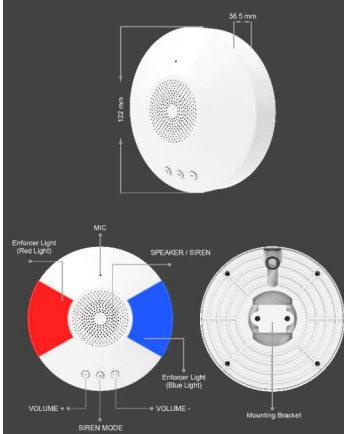 36.5 mm
122 mm
MIC
Enforcer Light
(Red Light)
SPEAKER / SIREN
Enforcer Light
(Blue Light)
VOLUME +
VOLUME -
SIREN MODE
Mounting Bracket